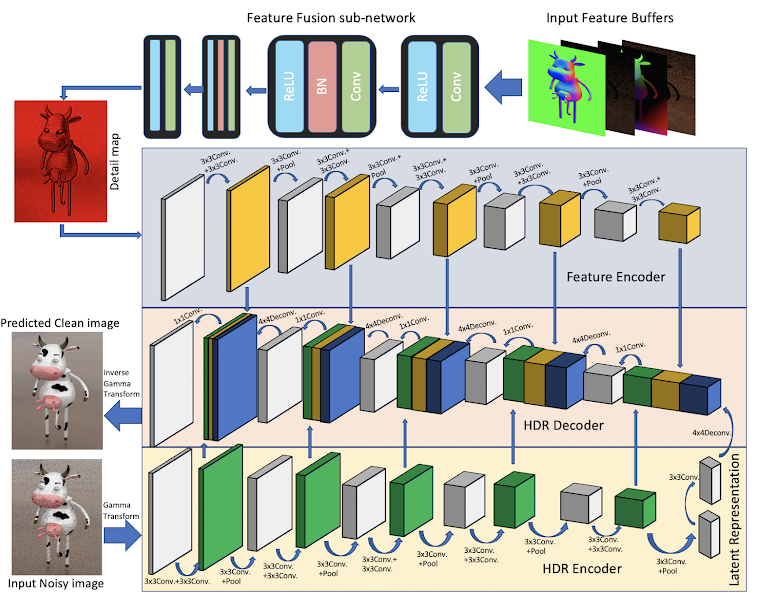 Feature Fusion sub-network
Input Feature Buffers
ReLU
BN
Conv
ReLU
Conv
Detail map
3x3Conv.
+3x3Conv.
3x3Conv.
+Pool
3x3Conv.+
3x3Conv.
3x3Conv.+
Pool
3x3Conv.+
3x3Conv.
3x3Conv.
+Pool
3x3Conv.
+3x3Conv.
3x3Conv.
+Pool
3x3Conv.+
3x3Conv.
Feature Encoder
Predicted Clean image
1x1Conv.
4x4Deconv.
1x1Conv.
4x4Deconv.
1x1Conv.
4x4Deconv.
1x1Conv.
4x4Deconv.
1x1Conv.
Inverse
Gamma
Transform
HDR Decoder
4x4Deconv.
Gamma
Transform
3x3Conv.
Latent Representation
Input Noisy image
3x3Conv.+3x3Conv.
3x3Conv.
+Pool
3x3Conv.
+3x3Conv.
3x3Conv.
+Pool
3x3Conv.+
3x3Conv.
3x3Conv.
+Pool
3x3Conv.
+3x3Conv.
3x3Conv.
+Pool
3x3Conv.
+3x3Conv.
3x3Conv.
+Pool
HDR Encoder